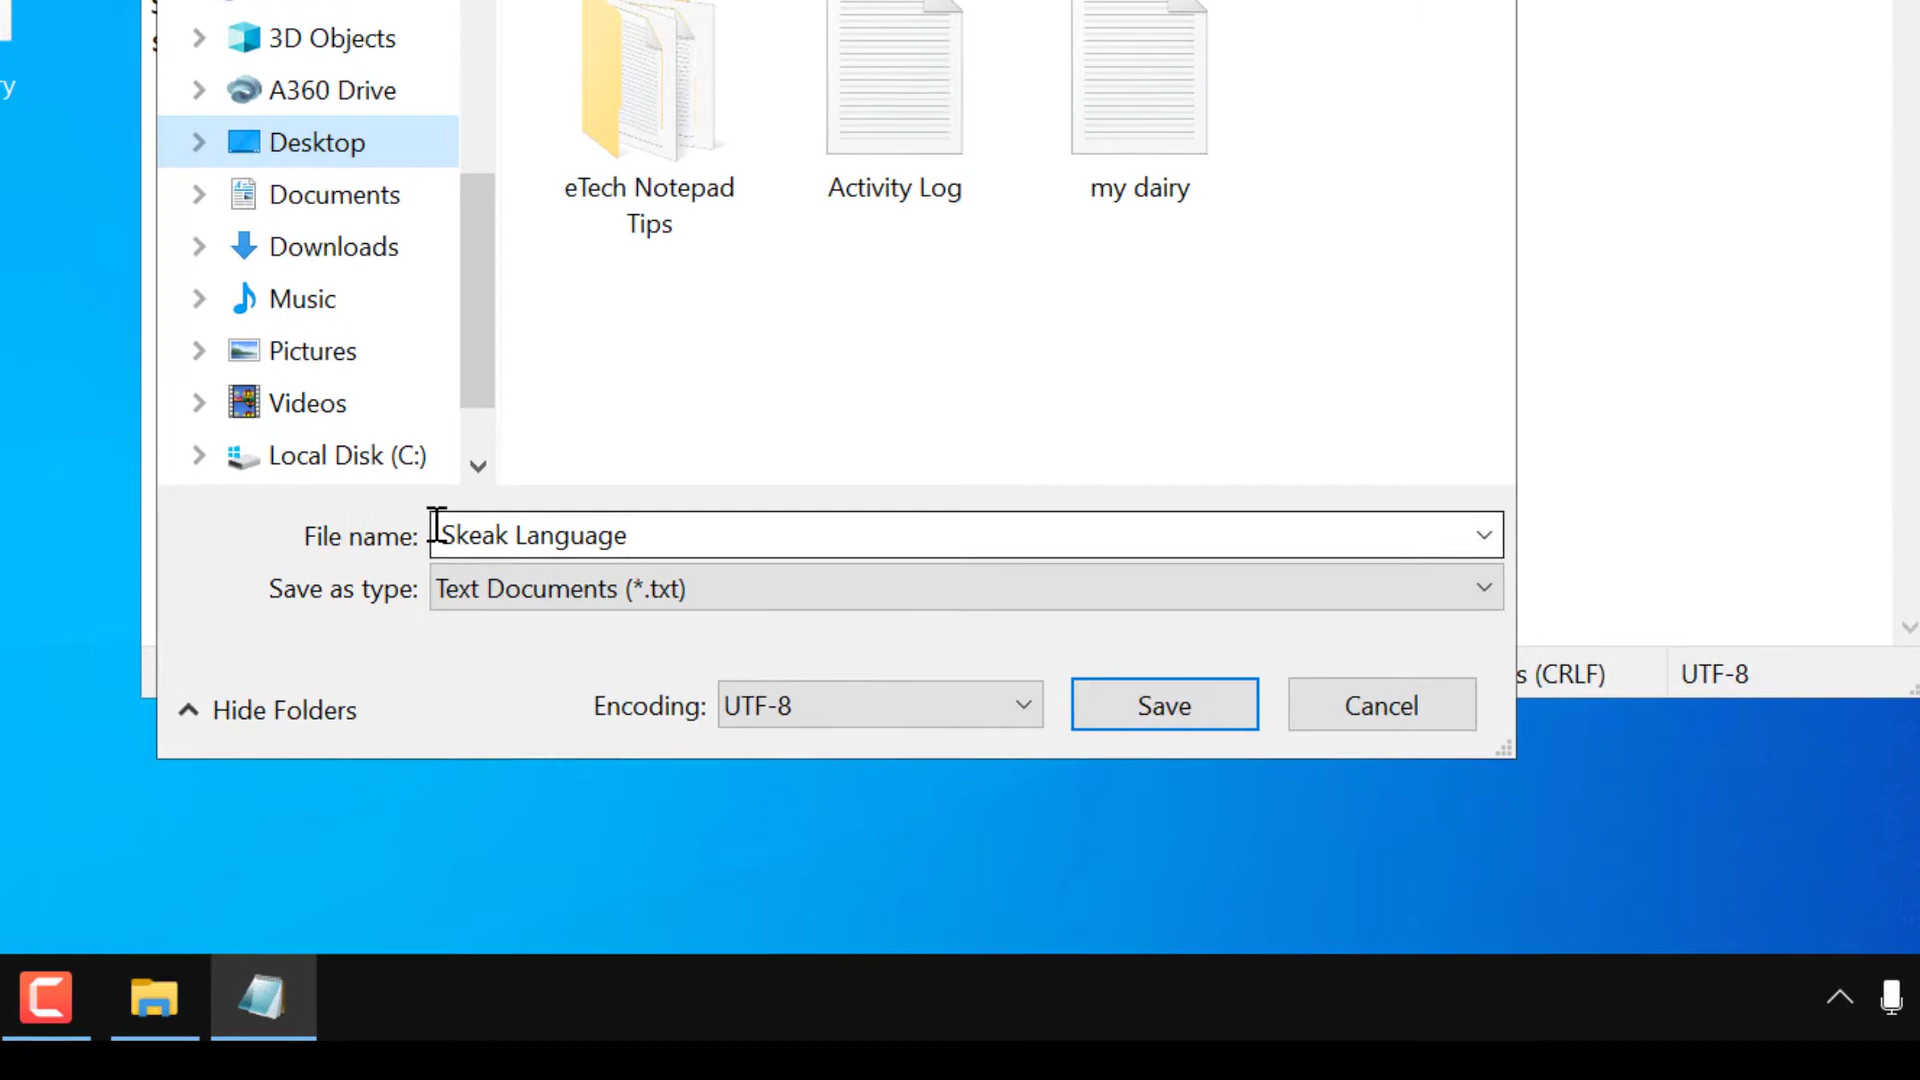 3D Objects
A360 Drive
Desktop
Documents
Downloads
Music
Pictures
Videos
Local Disk (C:)
eTech Notepad
Tips
Activity Log
my dairy
File name: Skeak Language
Save as type: Text Documents (*.txt)
Hide Folders
Encoding: UTF-8
Save
Cancel
s (CRLF)
UTF-8
ry